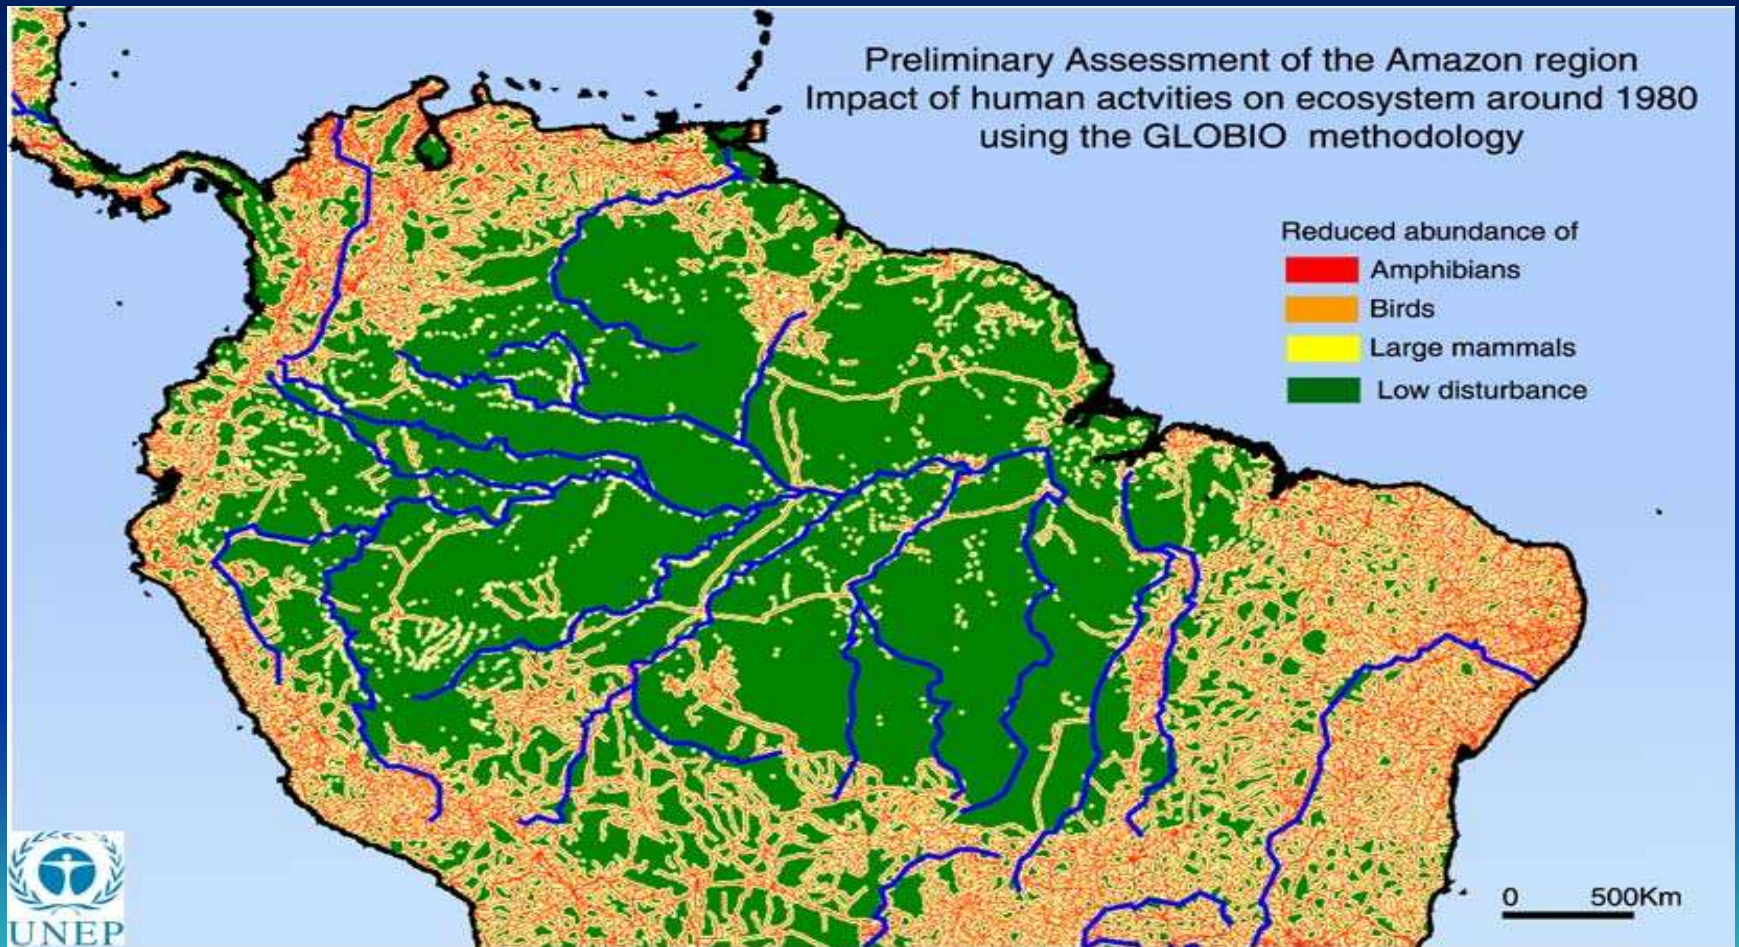 Preliminary Assessment of the Amazon region
Impact of human actvities on ecosystem around 1980
using the GLOBIO methodology
Reduced abundance of
Amphibians
Birds
Large mammals
Low disturbance
0 500Km
UNEP